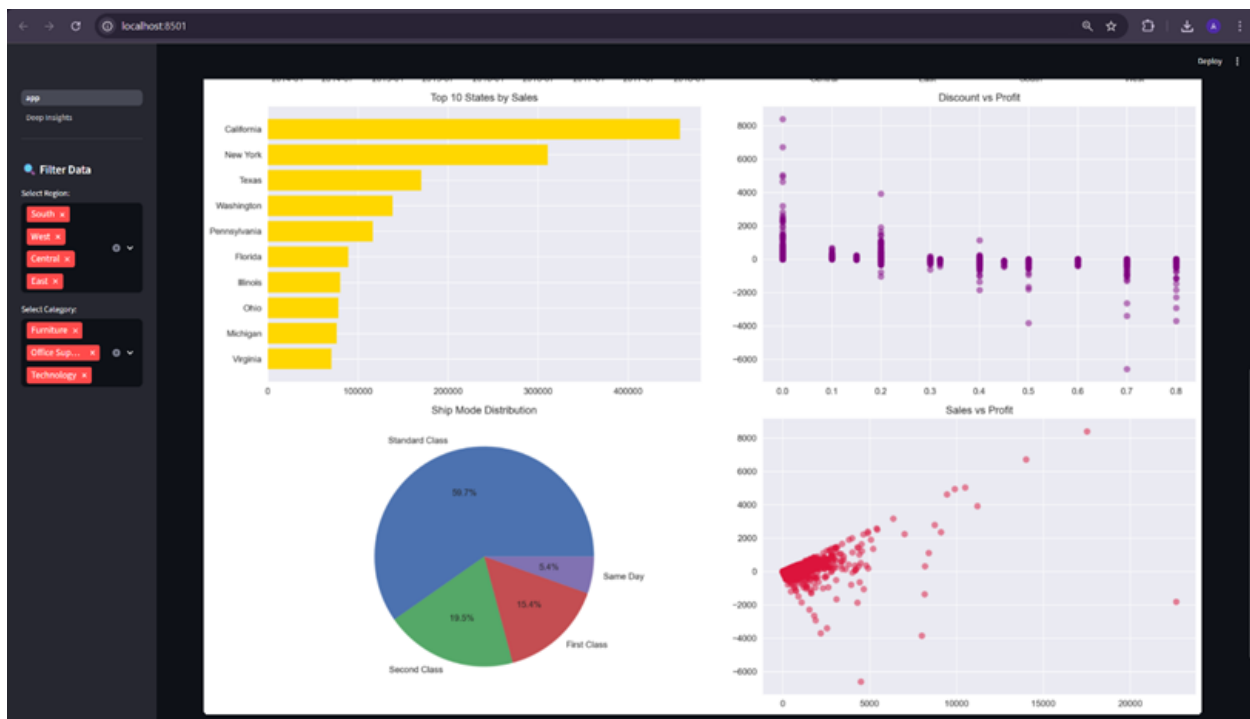 localhost:8501
Deploy
app
Deep Insights
Filter Data
Select Region:
South ×
West ×
Central ×
East ×
Select Category:
Furniture ×
Office Sup... ×
Technology ×
Top 10 States by Sales
California
New York
Texas
Washington
Pennsylvania
Florida
Illinois
Ohio
Michigan
Virginia
0 100000 200000 300000 400000
Discount vs Profit
8000
6000
4000
2000
0
−2000
−4000
−6000
0.0 0.1 0.2 0.3 0.4 0.5 0.6 0.7 0.8
Ship Mode Distribution
Standard Class
59.7%
5.4%
Same Day
15.4%
19.5%
First Class
Second Class
Sales vs Profit
8000
6000
4000
2000
0
−2000
−4000
−6000
0 5000 10000 15000 20000